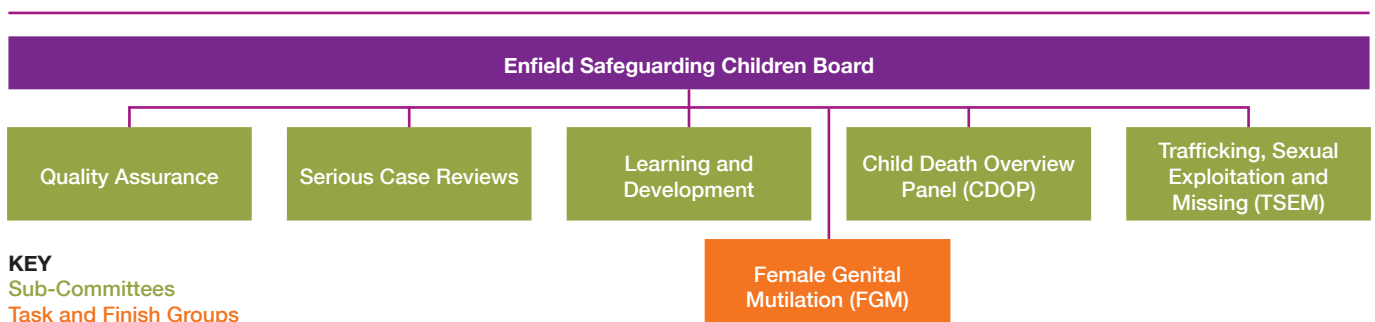 Enfield Safeguarding Children Board
Quality Assurance
Serious Case Reviews
Learning and
Development
Child Death Overview
Panel (CDOP)
Trafficking, Sexual
Exploitation and
Missing (TSEM)
Female Genital
Mutilation (FGM)
KEY
Sub-Committees
Task and Finish Groups